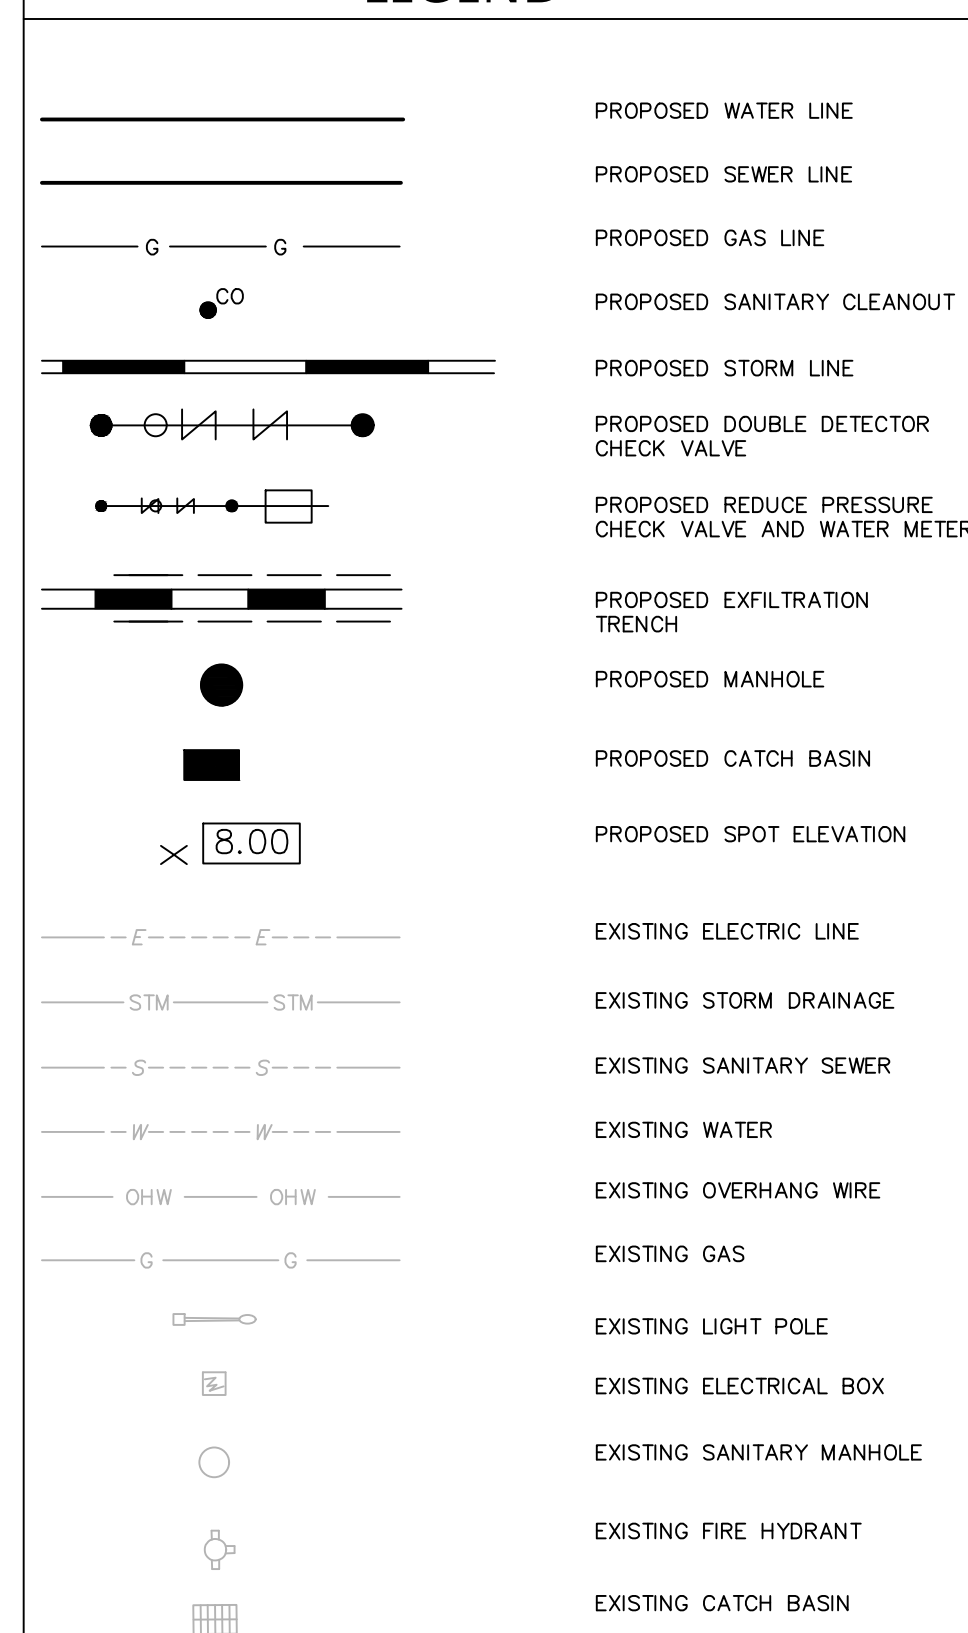 LEGEND
PROPOSED WATER LINE
PROPOSED SEWER LINE
G G PROPOSED GAS LINE
CO PROPOSED SANITARY CLEANOUT
PROPOSED STORM LINE
PROPOSED DOUBLE DETECTOR
CHECK VALVE
PROPOSED REDUCE PRESSURE
CHECK VALVE AND WATER METER
PROPOSED EXFILTRATION
TRENCH
PROPOSED MANHOLE
PROPOSED CATCH BASIN
8.00 PROPOSED SPOT ELEVATION
E E EXISTING ELECTRIC LINE
STM STM EXISTING STORM DRAINAGE
S S EXISTING SANITARY SEWER
W W EXISTING WATER
OHW OHW EXISTING OVERHANG WIRE
G G EXISTING GAS
EXISTING LIGHT POLE
EXISTING ELECTRICAL BOX
EXISTING SANITARY MANHOLE
EXISTING FIRE HYDRANT
EXISTING CATCH BASIN